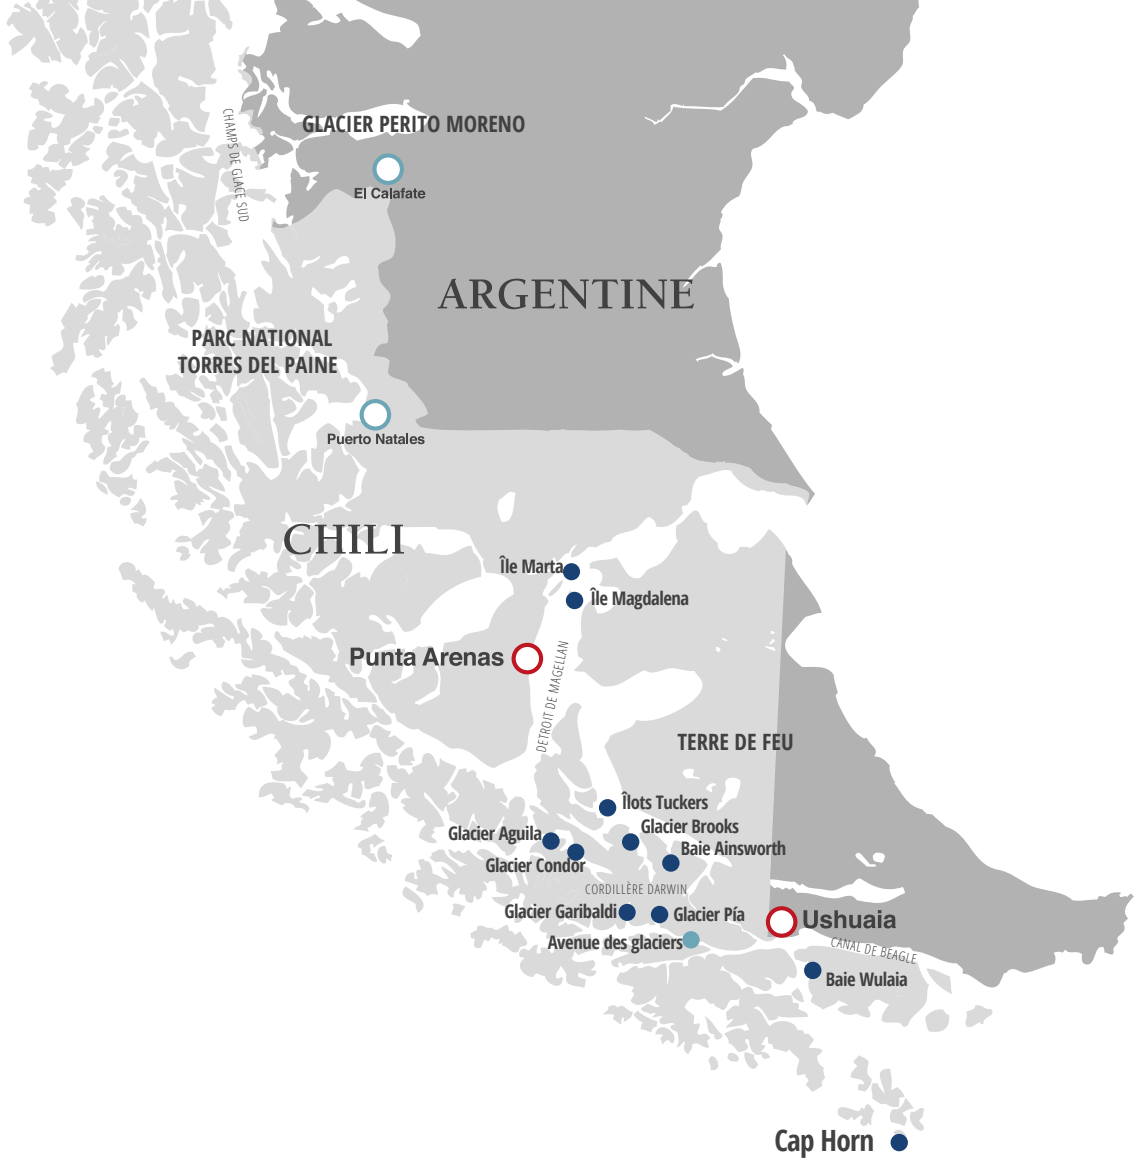 CHAMPS DE GLACE SUD
GLACIER PERITO MORENO
El Calafate
ARGENTINE
PARC NATIONAL
TORRES DEL PAINE
Puerto Natales
CHILI
Île Marta
Île Magdalena
Punta Arenas
DETROIT DE MAGELLAN
TERRE DE FEU
Îlots Tuckers
Glacier Brooks
Glacier Aguila
Baie Ainsworth
Glacier Condor
CORDILLÈRE DARWIN
Glacier Garibaldi
Glacier Pía
Ushuaia
Avenue des glaciers
CANAL DE BEAGLE
Baie Wulaia
Cap Horn